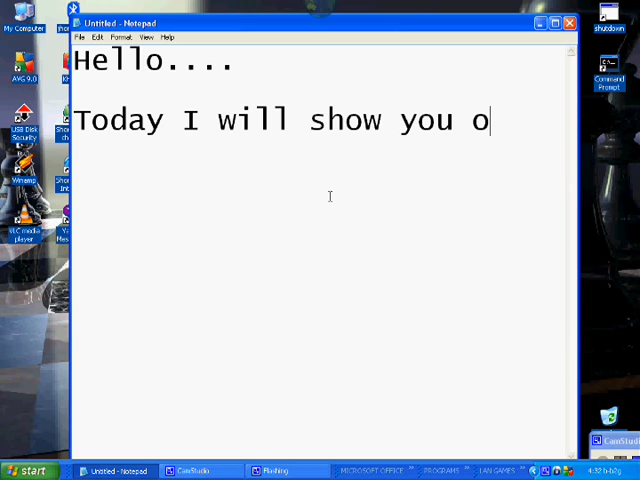 Untitled - Notepad
File Edit Format View Help
Hello....
Today I will show you o
My Computer
AVG 9.0
USB Disk Security
Winamp
VLC media player
shutdown
Command Prompt
CamStudio
start
Untitled - Notepad
CamStudio
Flashing
MICROSOFT OFFICE
PROGRAMS
LAN GAMES